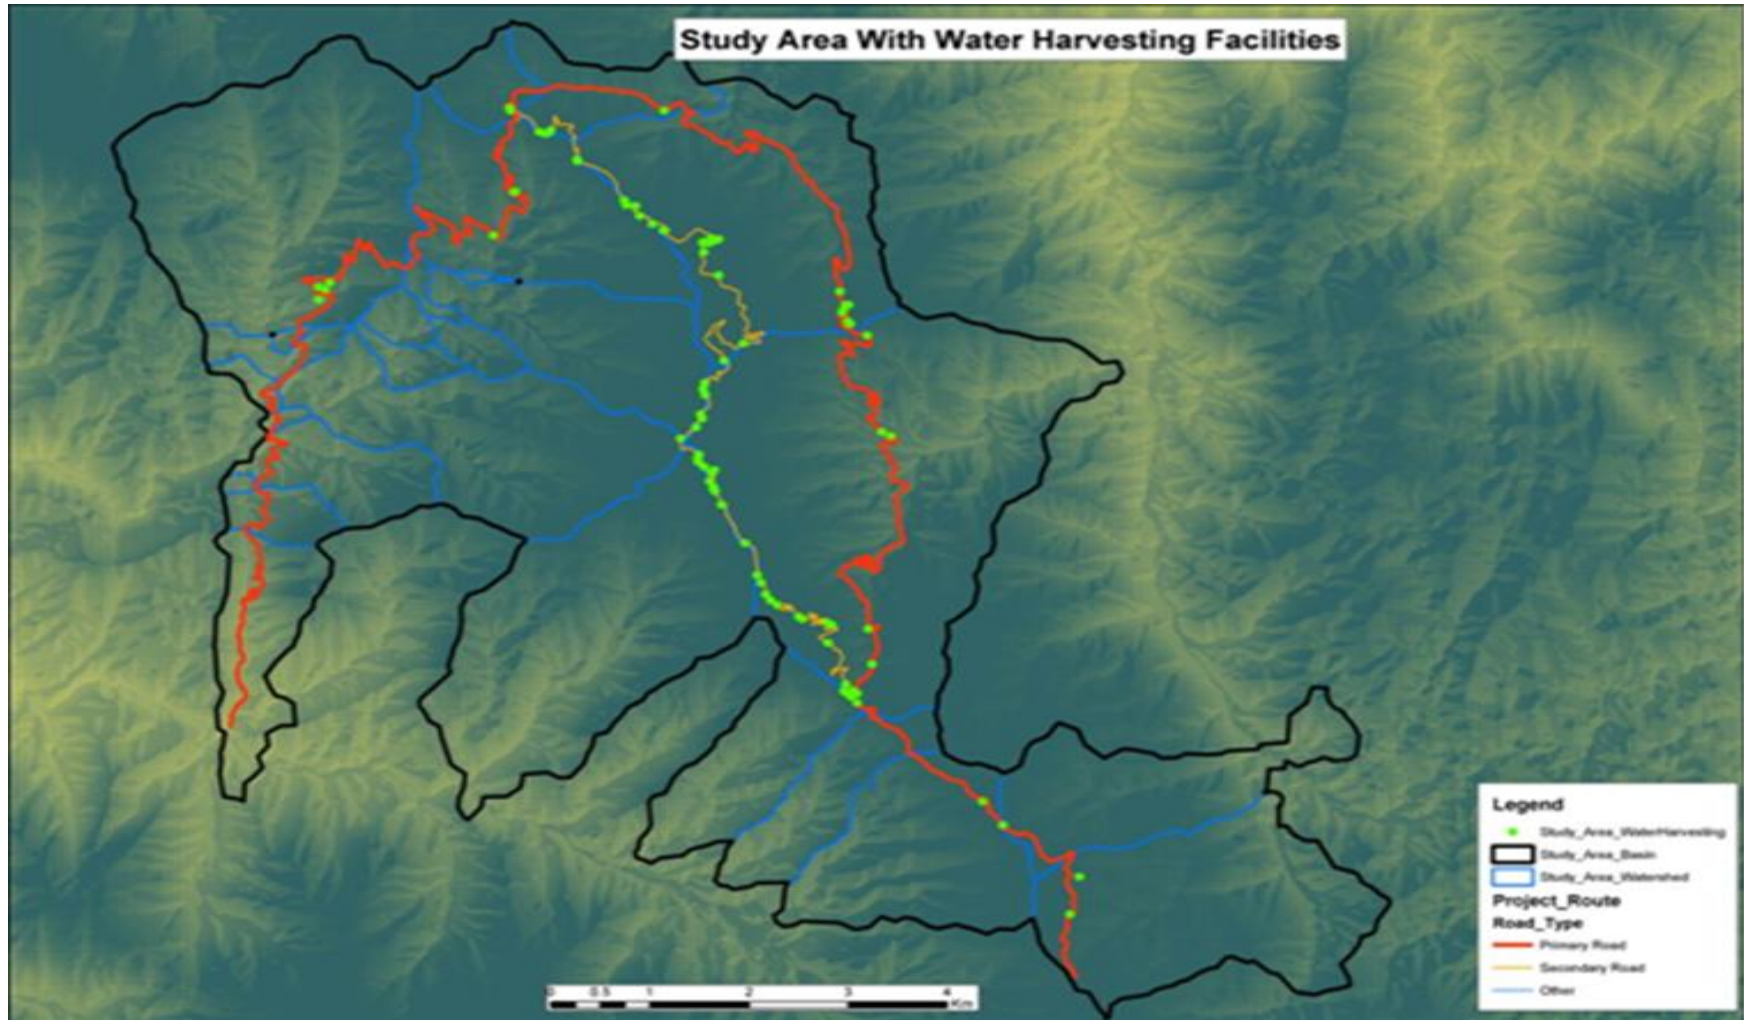 Study Area With Water Harvesting Facilities
Legend
Study_Area_WaterHarvesting
Study_Area_Basin
Study_Area_Watershed
Project_Route
Road_Type
Primary Road
Secondary Road
Other
0 0.5 1 2 3 4
Km